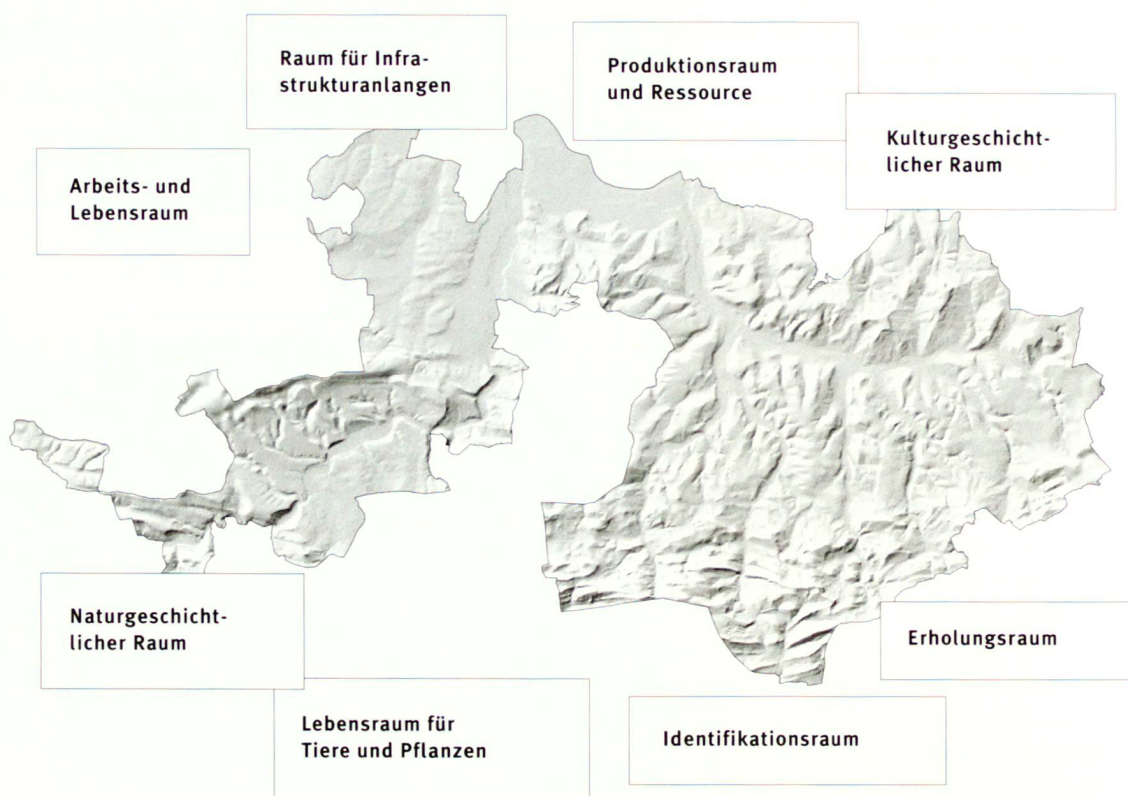 Raum für Infra-
strukturanlangen
Produktionsraum
und Ressource
Kulturgeschicht-
licher Raum
Arbeits- und
Lebensraum
Naturgeschicht-
licher Raum
Erholungsraum
Lebensraum für
Tiere und Pflanzen
Identifikationsraum